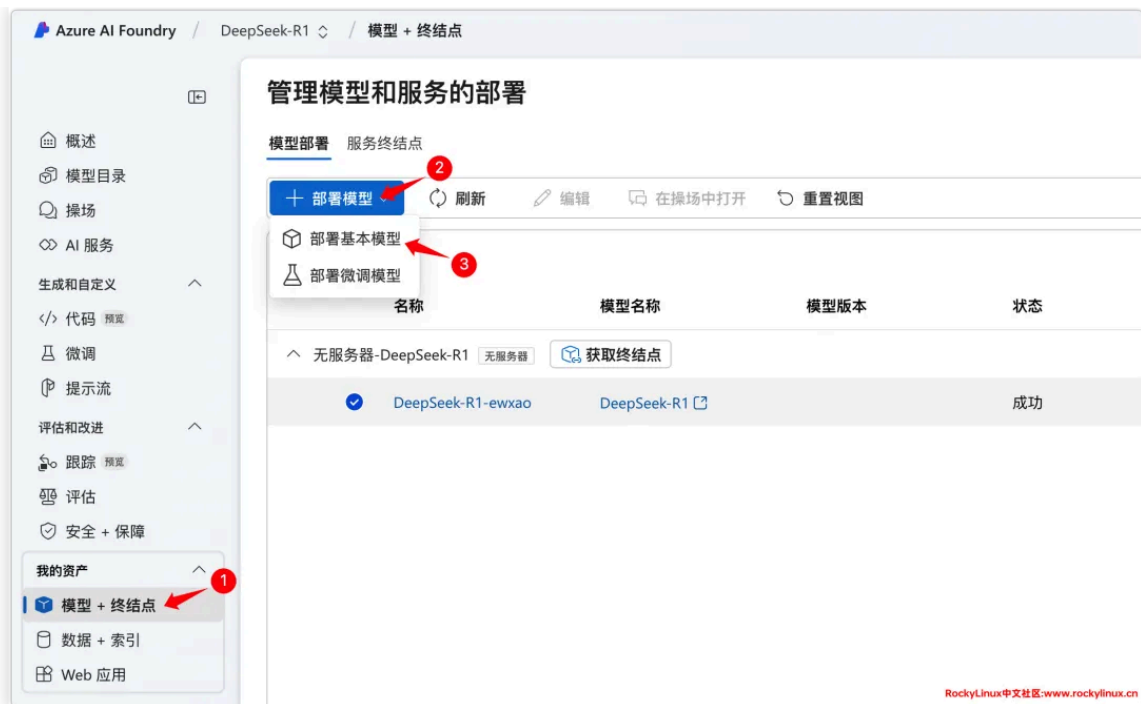 Azure AI Foundry / DeepSeek-R1 / 模型 + 终结点
管理模型和服务的部署
模型部署 服务终结点
2
部署模型 刷新 编辑 在操场中打开 重置视图
部署基本模型
3
部署微调模型
名称 模型名称 模型版本 状态
无服务器-DeepSeek-R1 无服务器 获取终结点
DeepSeek-R1-ewxao DeepSeek-R1 成功
概述
模型目录
操场
AI 服务
生成和自定义
代码 预览
微调
提示流
评估和改进
跟踪 预览
评估
安全 + 保障
我的资产
1
模型 + 终结点
数据 + 索引
Web 应用
RockyLinux中文社区:www.rockylinux.cn